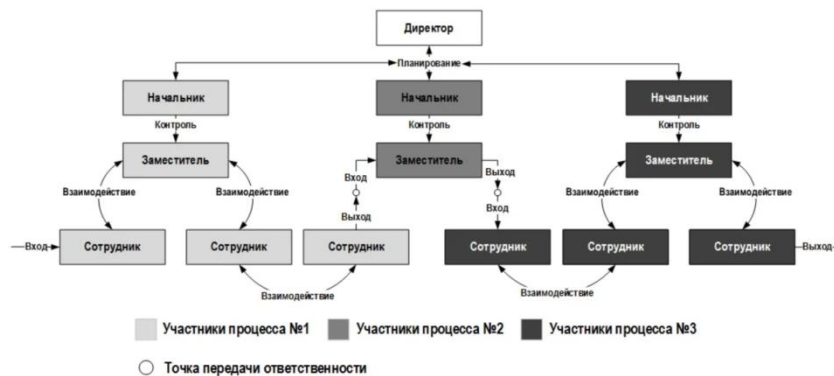 Директор
Планирование
Начальник Начальник Начальник
Контроль Контроль Контроль
Заместитель Заместитель Заместитель
Взаимодействие Взаимодействие Вход Выход Взаимодействие Взаимодействие
Выход Вход
Вход Сотрудник Сотрудник Сотрудник Сотрудник Сотрудник Сотрудник Выход
Взаимодействие Взаимодействие
Участники процесса №1 Участники процесса №2 Участники процесса №3
Точка передачи ответственности